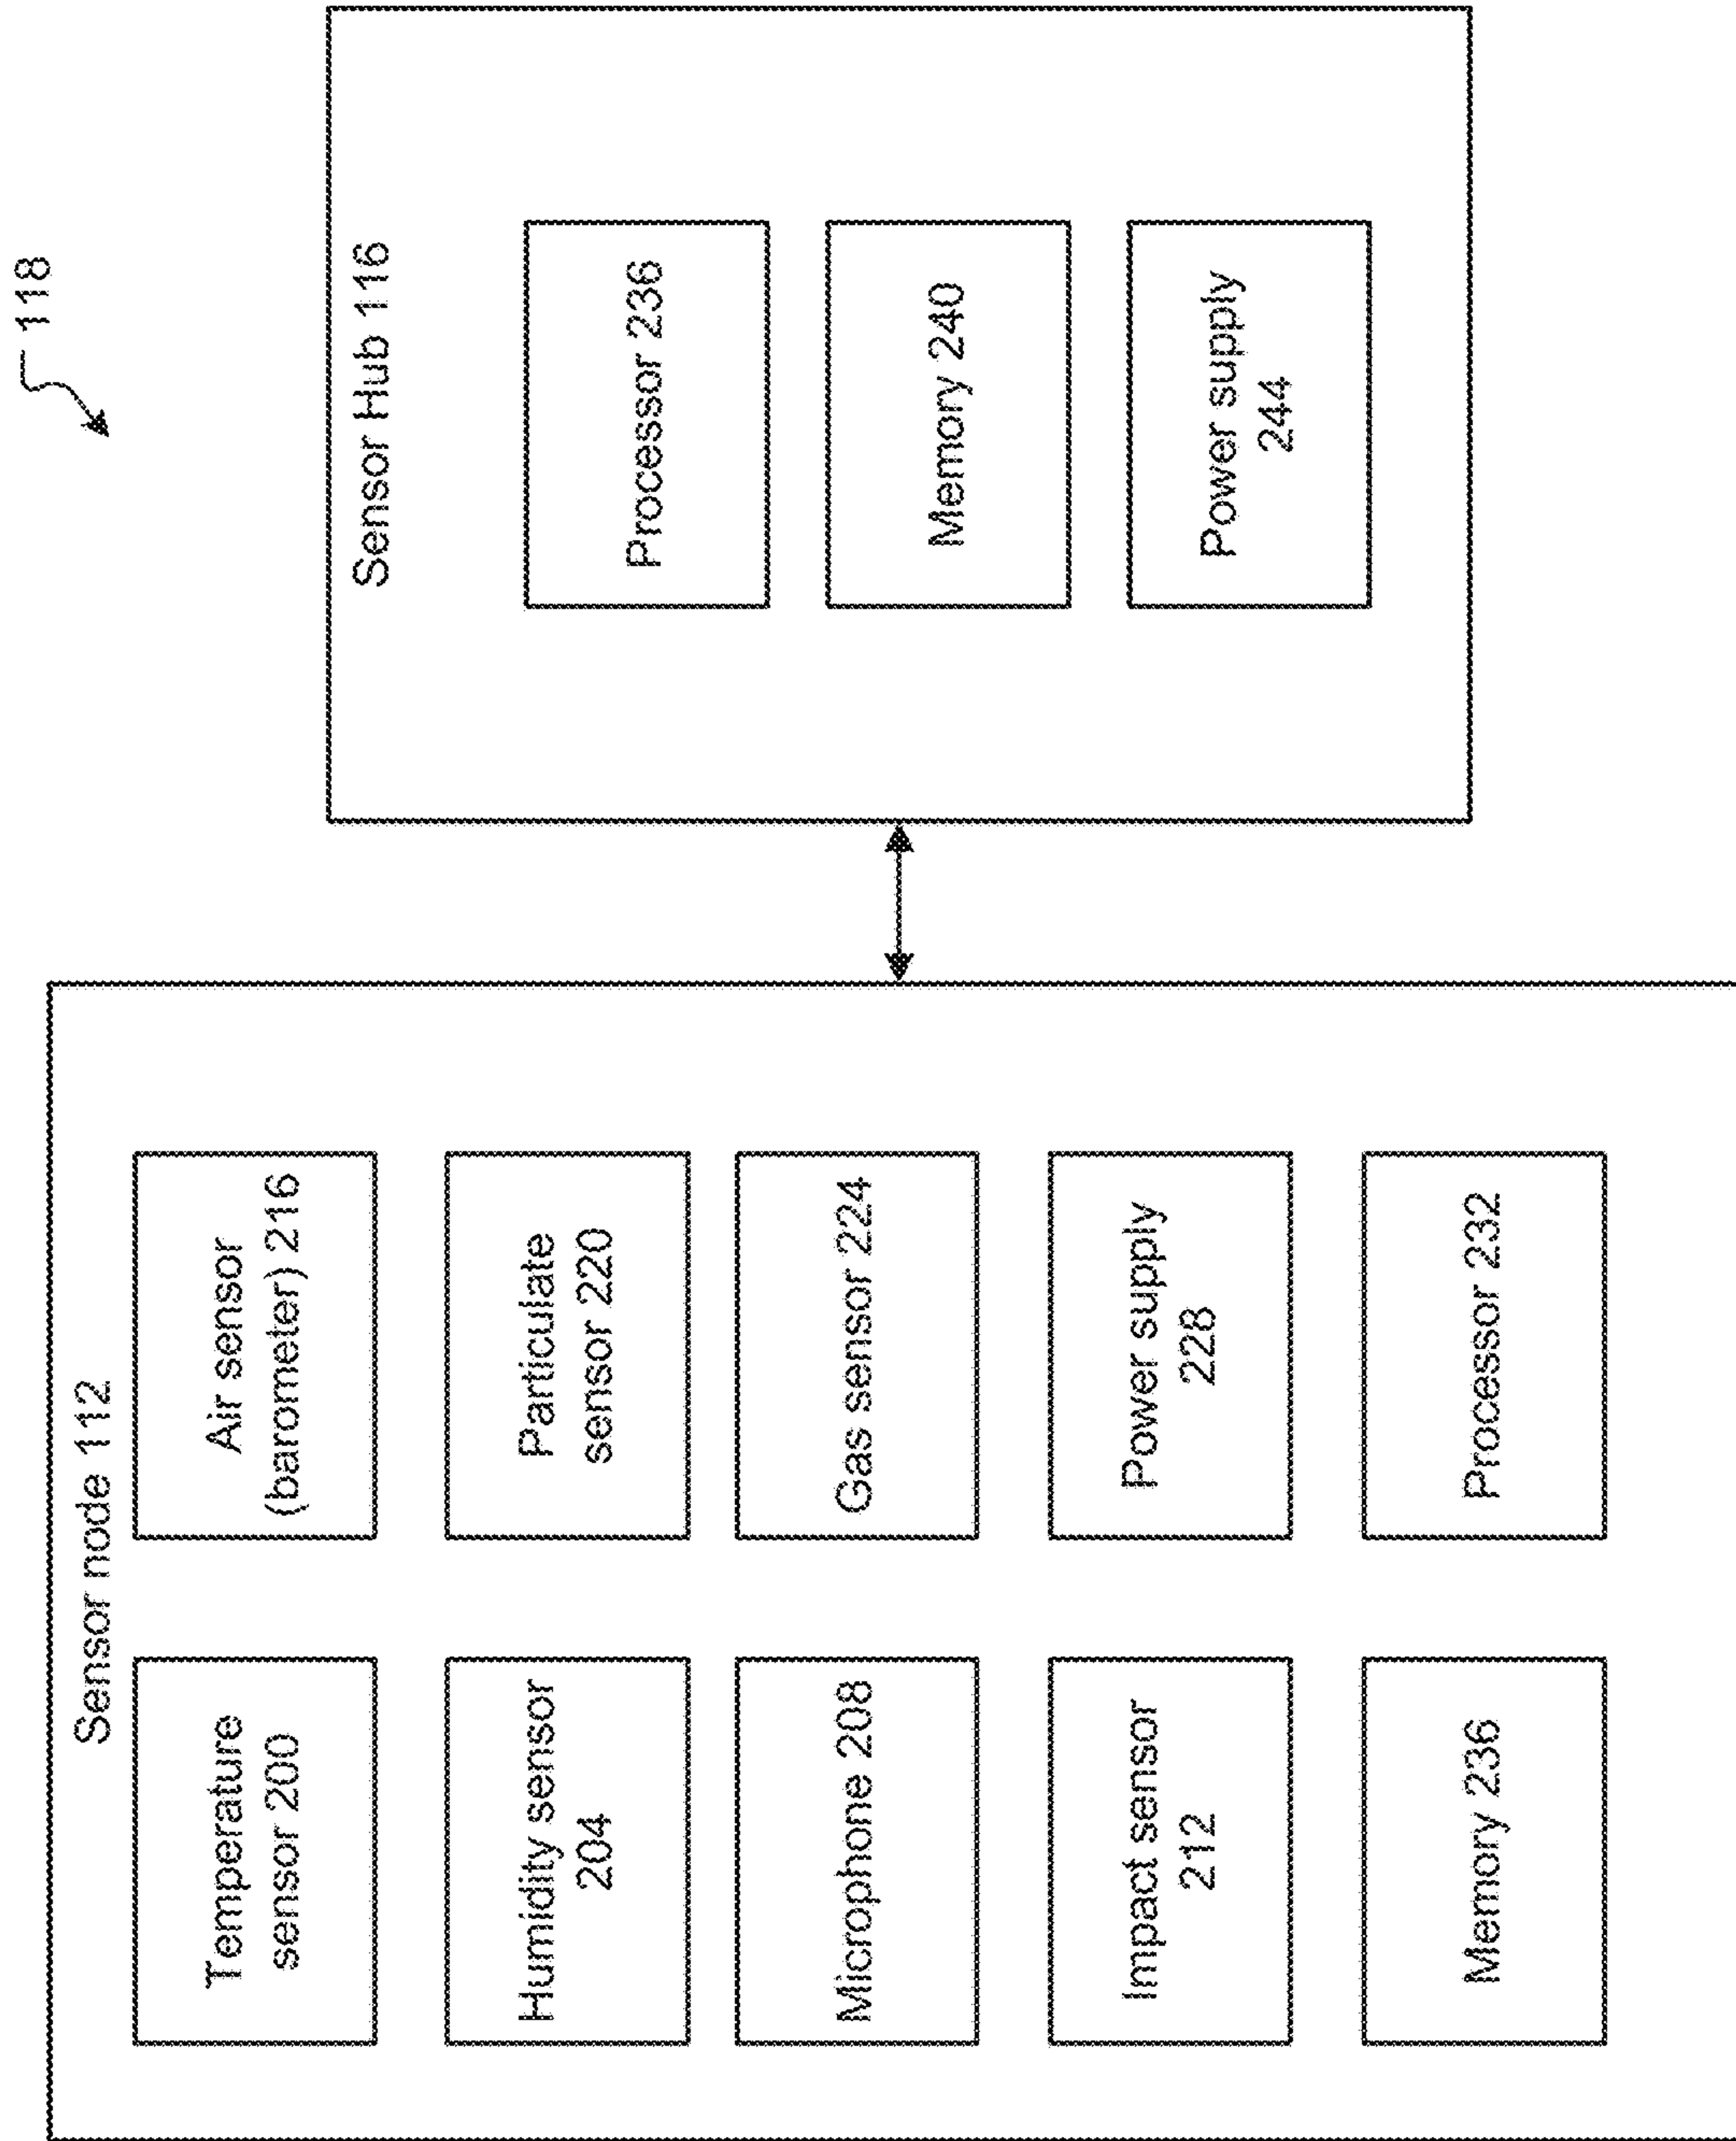 118
Sensor node 112
Temperature
sensor 200
Air sensor
(barometer) 216
Humidity sensor
204
Particulate
sensor 220
Microphone 208
Gas sensor 224
Impact sensor
212
Power supply
228
Memory 236
Processor 232
Sensor Hub 116
Processor 236
Memory 240
Power supply
244